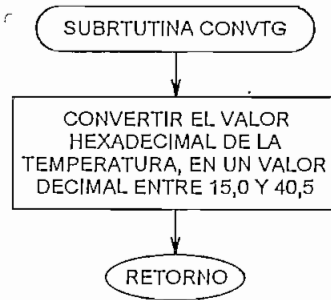 SUBRTUTINA CONVTG
CONVERTIR EL VALOR
HEXADECIMAL DE LA
TEMPERATURA, EN UN VALOR
DECIMAL ENTRE 15,0 Y 40,5
RETORNO